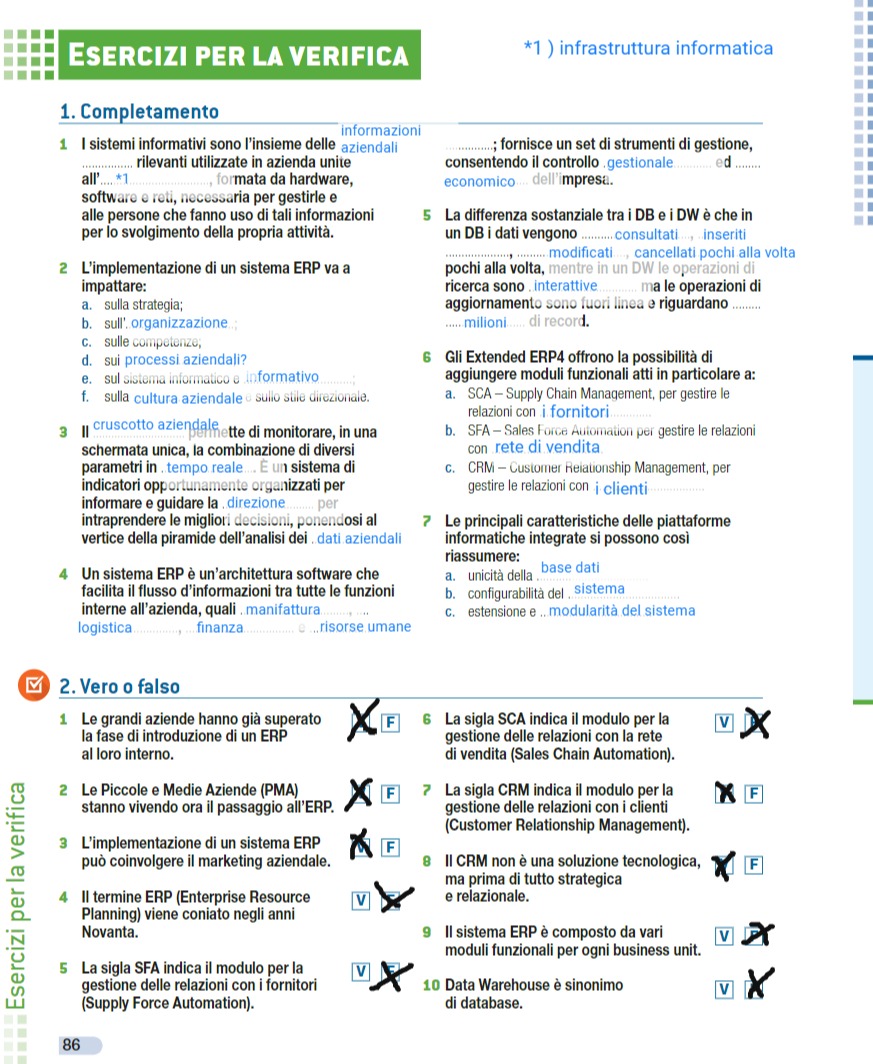 ESERCIZI PER LA VERIFICA
*1 ) infrastruttura informatica
1. Completamento
1 I sistemi informativi sono l'insieme delle informazioni aziendali
................ rilevanti utilizzate in azienda unite
all'.... *1 ................, formata da hardware,
software e reti, necessaria per gestirle e
alle persone che fanno uso di tali informazioni
per lo svolgimento della propria attività.
2 L'implementazione di un sistema ERP va a
impattare:
a. sulla strategia;
b. sull'. organizzazione ;
c. sulle competenze;
d. sui processi aziendali?
e. sul sistema informatico e informativo ........;
f. sulla cultura aziendale e sullo stile direzionale.
3 Il cruscotto aziendale permette di monitorare, in una
schermata unica, la combinazione di diversi
parametri in . tempo reale ... È un sistema di
indicatori opportunamente organizzati per
informare e guidare la . direzione ........ per
intraprendere le migliori decisioni, ponendosi al
vertice della piramide dell'analisi dei . dati aziendali
4 Un sistema ERP è un'architettura software che
facilita il flusso d'informazioni tra tutte le funzioni
interne all'azienda, quali . manifattura ........, ...
logistica ............, ... finanza ............ e ...risorse umane
............; fornisce un set di strumenti di gestione,
consentendo il controllo . gestionale ......... ed ........
economico .... dell'impresa.
5 La differenza sostanziale tra i DB e i DW è che in
un DB i dati vengono .......... consultati ..., . inseriti
...................., ......... modificati ..., cancellati pochi alla volta
pochi alla volta, mentre in un DW le operazioni di
ricerca sono . interattive ......... ma le operazioni di
aggiornamento sono fuori linea e riguardano .........
..... milioni ..... di record.
6 Gli Extended ERP4 offrono la possibilità di
aggiungere moduli funzionali atti in particolare a:
a. SCA – Supply Chain Management, per gestire le
relazioni con i fornitori ............
b. SFA – Sales Force Automation per gestire le relazioni
con . rete di vendita
c. CRM – Customer Relationship Management, per
gestire le relazioni con i clienti ................
7 Le principali caratteristiche delle piattaforme
informatiche integrate si possono così
riassumere:
a. unicità della . base dati
b. configurabilità del .. sistema
c. estensione e .. modularità del sistema
2. Vero o falso
1 Le grandi aziende hanno già superato F
la fase di introduzione di un ERP
al loro interno.
2 Le Piccole e Medie Aziende (PMA) F
stanno vivendo ora il passaggio all'ERP.
3 L'implementazione di un sistema ERP V F
può coinvolgere il marketing aziendale.
4 Il termine ERP (Enterprise Resource V F
Planning) viene coniato negli anni
Novanta.
5 La sigla SFA indica il modulo per la V F
gestione delle relazioni con i fornitori
(Supply Force Automation).
6 La sigla SCA indica il modulo per la V
gestione delle relazioni con la rete
di vendita (Sales Chain Automation).
7 La sigla CRM indica il modulo per la F
gestione delle relazioni con i clienti
(Customer Relationship Management).
8 Il CRM non è una soluzione tecnologica, F
ma prima di tutto strategica
e relazionale.
9 Il sistema ERP è composto da vari V
moduli funzionali per ogni business unit.
10 Data Warehouse è sinonimo V
di database.
Esercizi per la verifica
86